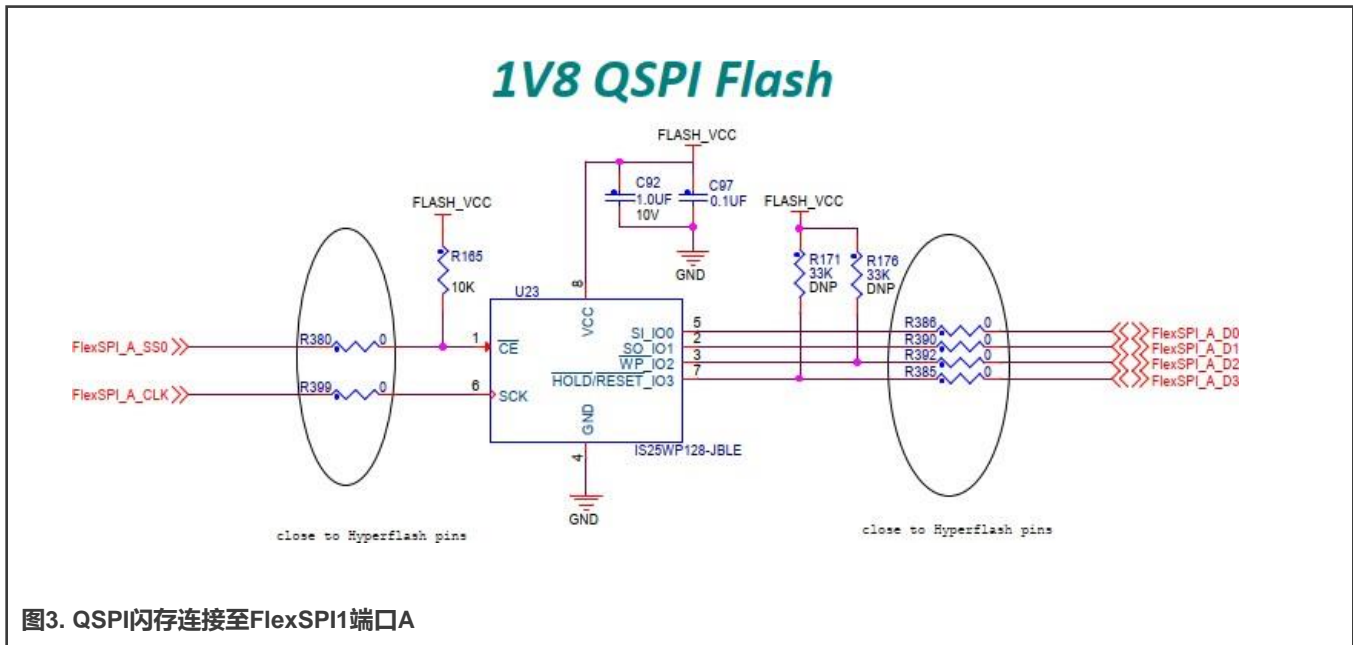 1V8 QSPI Flash
FLASH_VCC
C92
1.0UF
10V
C97
0.1UF
GND
FLASH_VCC
R165
10K
FLASH_VCC
R171
33K
DNP
R176
33K
DNP
U23
8
VCC
FlexSPI_A_SS0
R380
0
1
CE
FlexSPI_A_CLK
R399
0
6
SCK
SI_IO0
5
R386
0
FlexSPI_A_D0
SO_IO1
2
R390
0
FlexSPI_A_D1
WP_IO2
3
R392
0
FlexSPI_A_D2
HOLD/RESET_IO3
7
R385
0
FlexSPI_A_D3
GND
4
IS25WP128-JBLE
GND
close to Hyperflash pins
close to Hyperflash pins
图3. QSPI闪存连接至FlexSPI1端口A